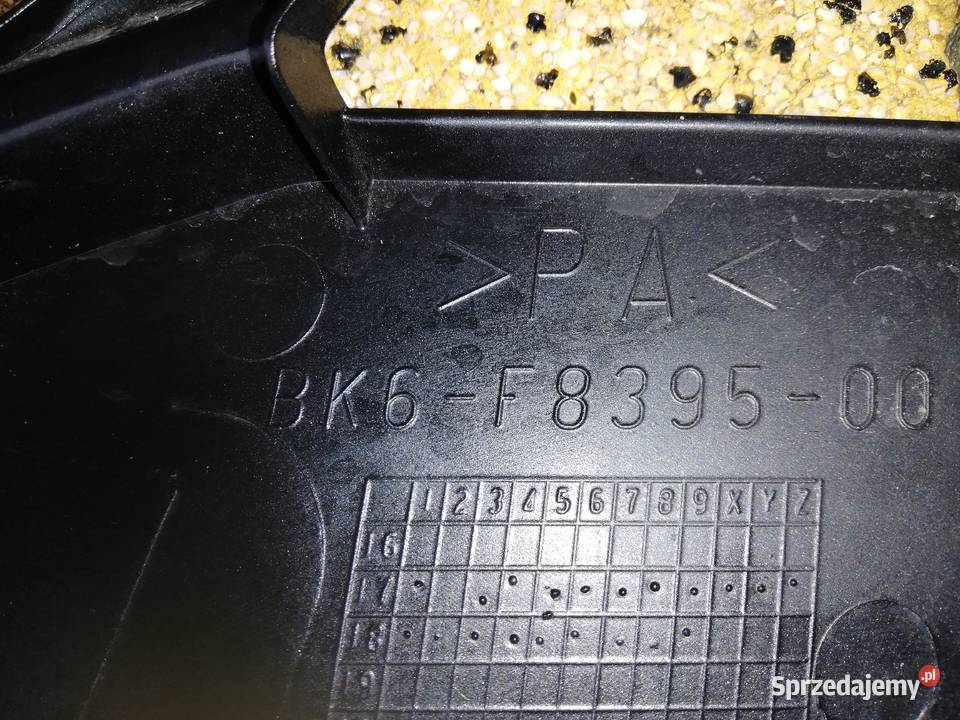 >PA<
BK6-F8395-00
1 2 3 4 5 6 7 8 9 X Y Z
16
17
18
19
Sprzedajemy.pl